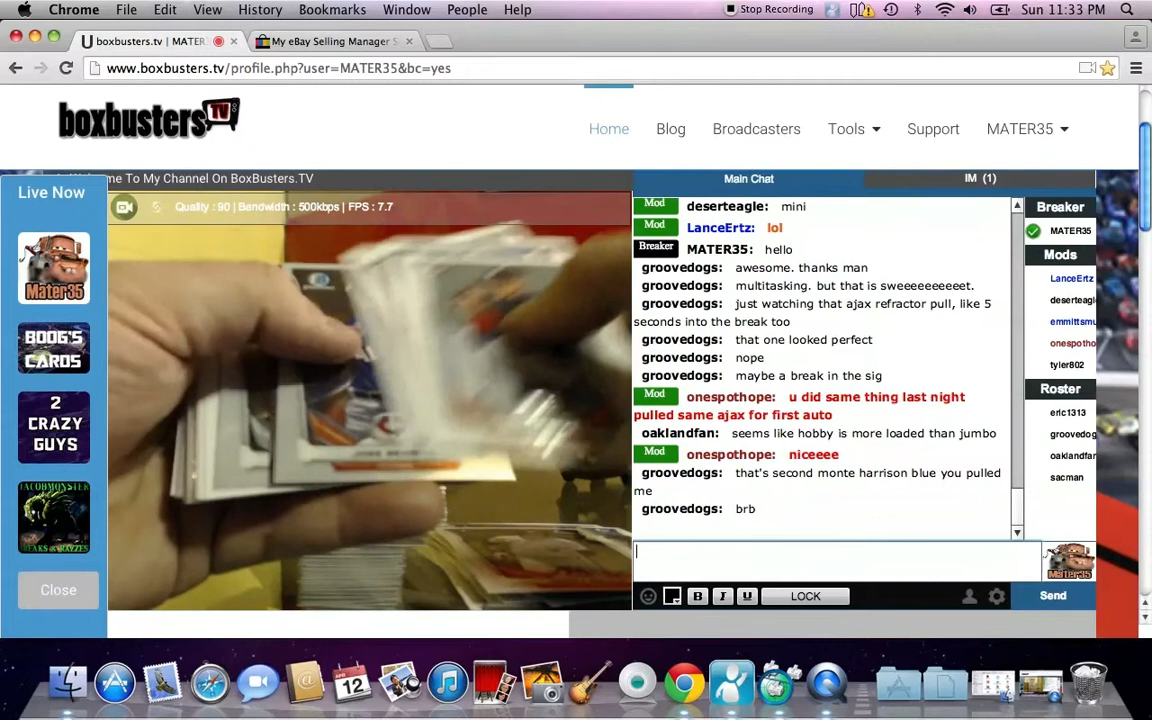 Chrome File Edit View History Bookmarks Window People Help Stop Recording Sun 11:33 PM
boxbusters.tv | MATER My eBay Selling Manager S
www.boxbusters.tv/profile.php?user=MATER35&bc=yes
boxbusters TV
Home Blog Broadcasters Tools Support MATER35
me To My Channel On BoxBusters.TV
Main Chat IM (1)
Live Now
Quality : 90 | Bandwidth : 500kbps | FPS : 7.7
Mater35
BOOG'S
CARDS
2
CRAZY
GUYS
JACOBMONSTER
BREAKS & RAZZES
Close
Mod deserteagle: mini
Mod LanceErtz: lol
Breaker MATER35: hello
groovedogs: awesome. thanks man
groovedogs: multitasking. but that is sweeeeeeeeeet.
groovedogs: just watching that ajax refractor pull, like 5
seconds into the break too
groovedogs: that one looked perfect
groovedogs: nope
groovedogs: maybe a break in the sig
Mod onespothope: u did same thing last night
pulled same ajax for first auto
oaklandfan: seems like hobby is more loaded than jumbo
Mod onespothope: niceeee
groovedogs: that's second monte harrison blue you pulled
me
groovedogs: brb
Breaker
MATER35
Mods
LanceErtz
deserteagle
emmittsmu
onespotho
tyler802
Roster
eric1313
groovedog
oaklandfan
sacman
Mater35
B I U LOCK Send
APR
12